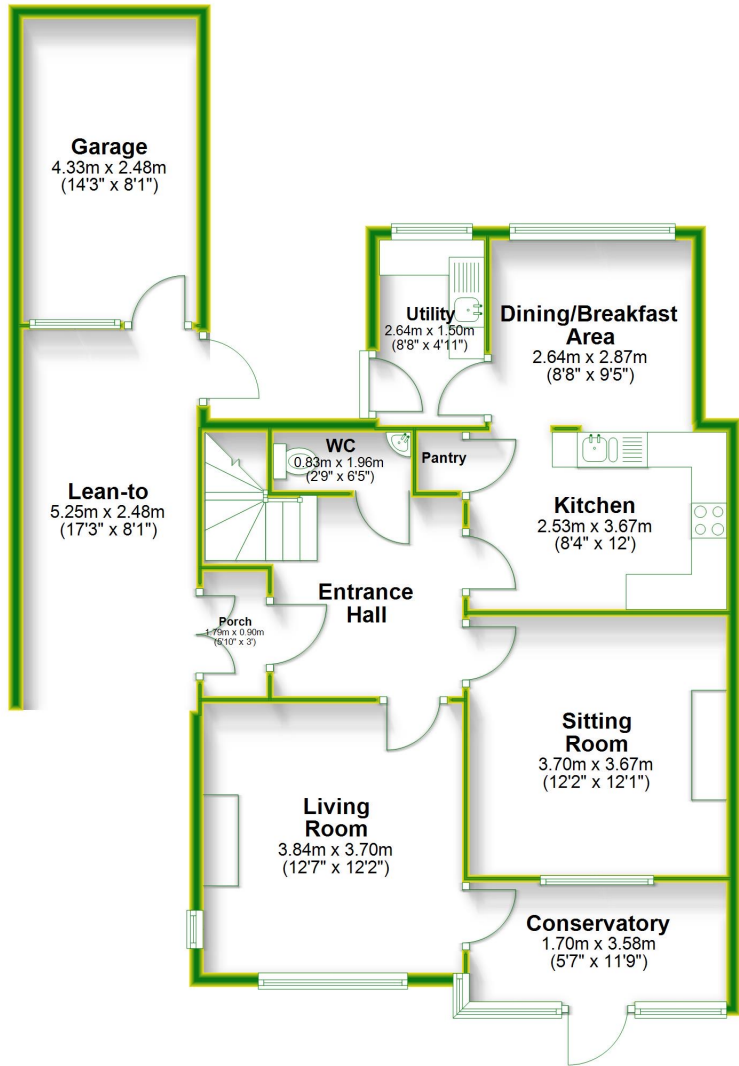 Garage
4.33m x 2.48m
(14'3" x 8'1")
Utility
2.64m x 1.50m
(8'8" x 4'11")
Dining/Breakfast
Area
2.64m x 2.87m
(8'8" x 9'5")
WC
0.83m x 1.96m
(2'9" x 6'5")
Pantry
Lean-to
5.25m x 2.48m
(17'3" x 8'1")
Kitchen
2.53m x 3.67m
(8'4" x 12')
Entrance
Hall
Porch
1.79m x 0.90m
(5'10" x 3')
Sitting
Room
3.70m x 3.67m
(12'2" x 12'1")
Living
Room
3.84m x 3.70m
(12'7" x 12'2")
Conservatory
1.70m x 3.58m
(5'7" x 11'9")